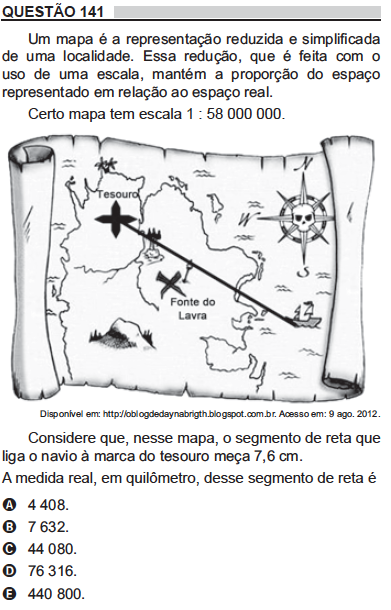 QUESTÃO 141
Um mapa é a representação reduzida e simplificada
de uma localidade. Essa redução, que é feita com o
uso de uma escala, mantém a proporção do espaço
representado em relação ao espaço real.
Certo mapa tem escala 1 : 58 000 000.
N
Tesouro
W
S
Fonte do
Lavra
Disponível em: http://oblogdedaynabrigth.blogspot.com.br. Acesso em: 9 ago. 2012.
Considere que, nesse mapa, o segmento de reta que
liga o navio à marca do tesouro meça 7,6 cm.
A medida real, em quilômetro, desse segmento de reta é
A 4 408.
B 7 632.
C 44 080.
D 76 316.
E 440 800.